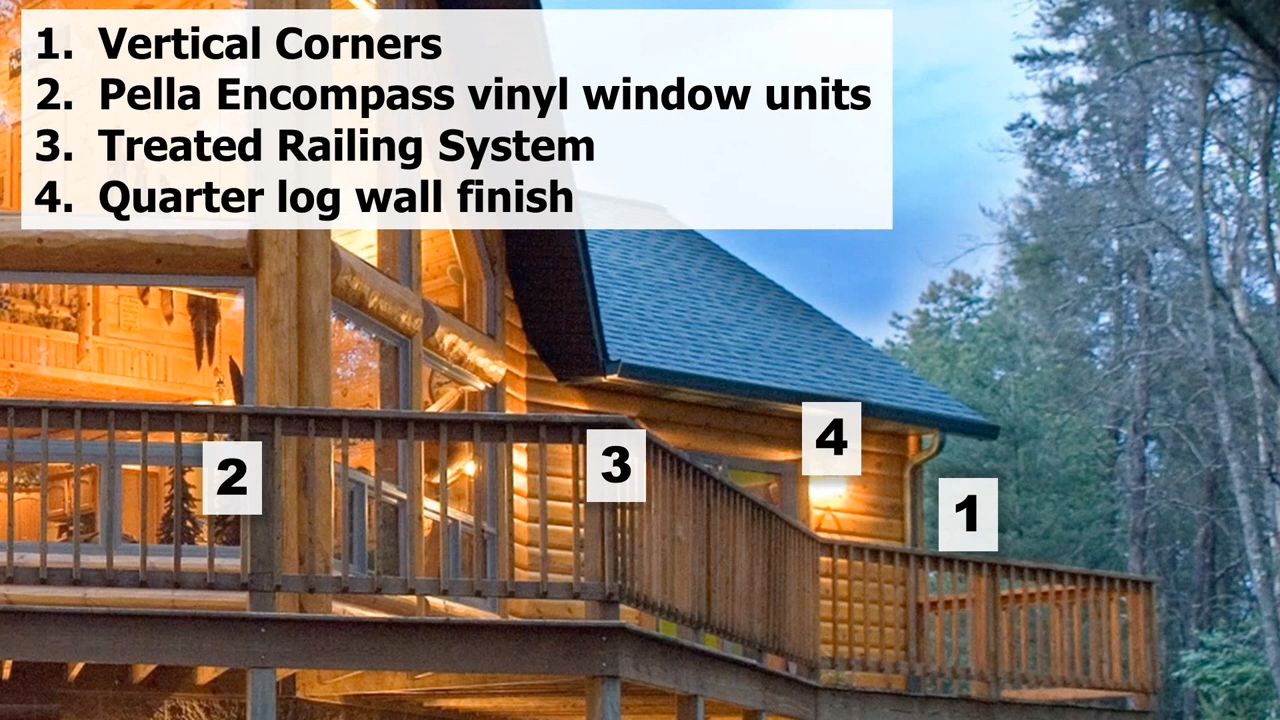 1. Vertical Corners
2. Pella Encompass vinyl window units
3. Treated Railing System
4. Quarter log wall finish
4
3
2
1